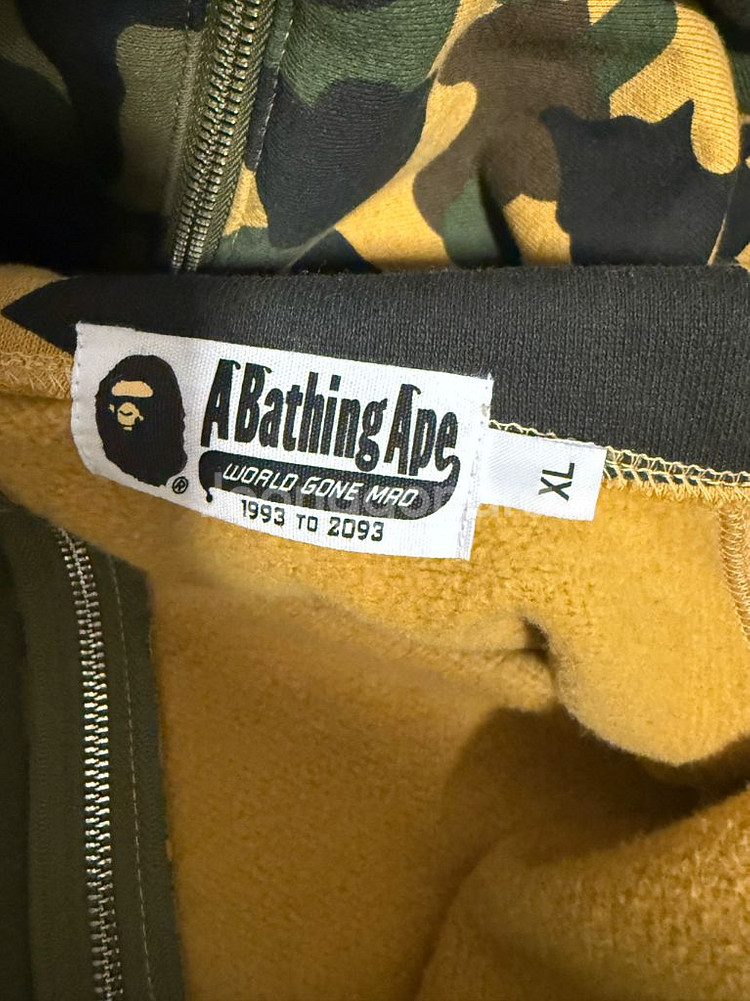 A Bathing Ape
®
WORLD GONE MAD
1993 TO 2093
XL